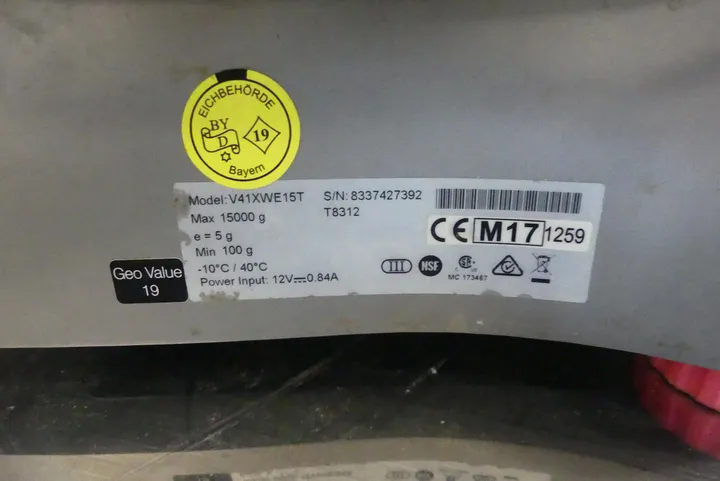 EICHBEHÖRDE
BY
D
19
Bayern
Model: V41XWE15T
S/N: 8337427392
Max 15000 g
T8312
e = 5 g
CE M17 1259
Min 100 g
-10°C / 40°C
III
NSF
MC 173467
Power Input: 12V⎓0.84A
Geo Value
19